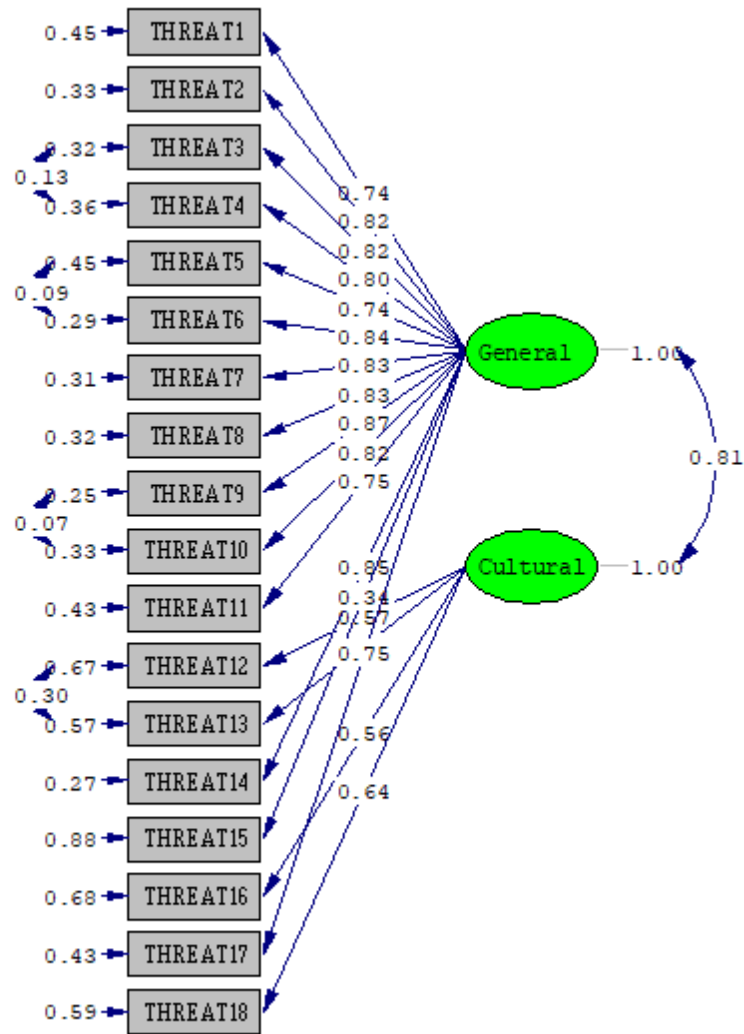 0.45 THREAT1
0.33 THREAT2
0.32 THREAT3
0.13
0.36 THREAT4
0.45 THREAT5
0.09
0.29 THREAT6
0.31 THREAT7
0.32 THREAT8
0.25 THREAT9
0.07
0.33 THREAT10
0.43 THREAT11
0.67 THREAT12
0.30
0.57 THREAT13
0.27 THREAT14
0.88 THREAT15
0.68 THREAT16
0.43 THREAT17
0.59 THREAT18
0.74
0.82
0.82
0.80
0.74
0.84
0.83
0.83
0.87
0.82
0.75
0.85
0.34
0.57
0.75
0.56
0.64
General 1.00
0.81
Cultural 1.00